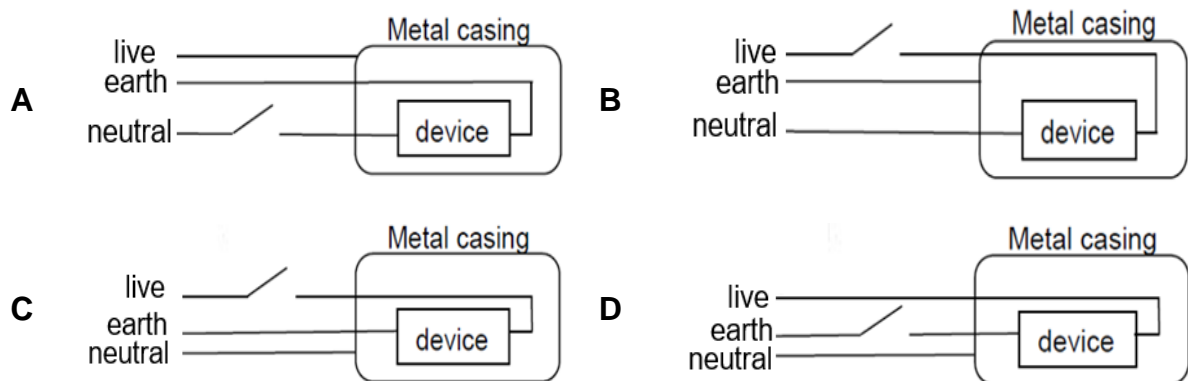 Metal casing
live
earth
A
neutral
device
Metal casing
live
earth
B
neutral
device
Metal casing
live
C
earth
neutral
device
Metal casing
live
D
earth
neutral
device